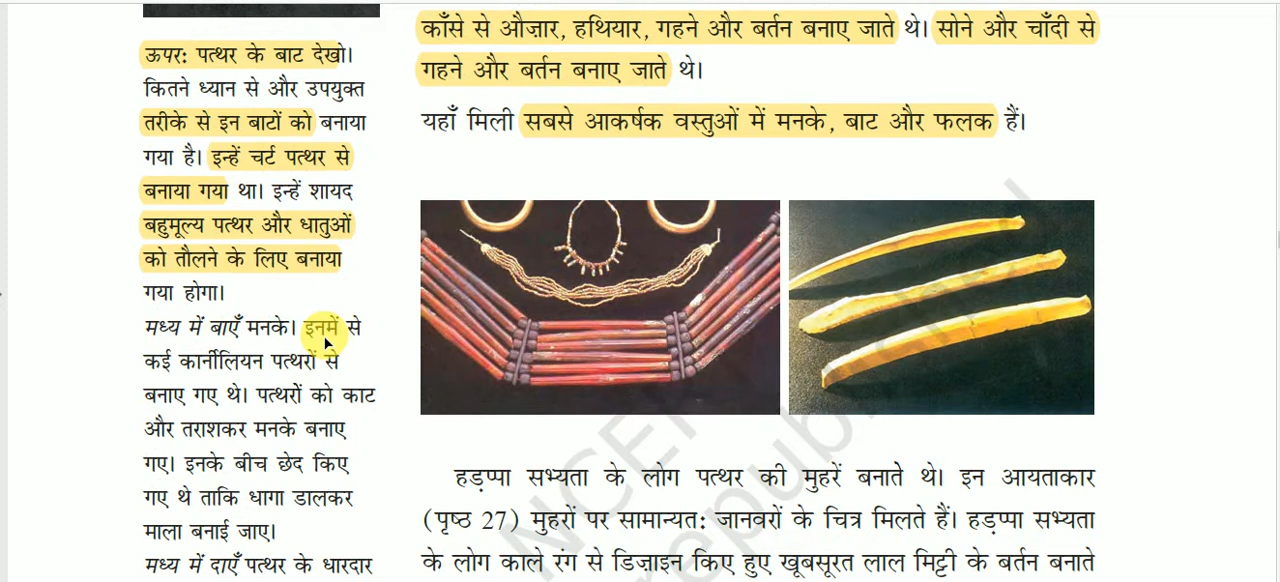 ऊपर: पत्थर के बाट देखो।
कितने ध्यान से और उपयुक्त
तरीके से इन बाटों को बनाया
गया है। इन्हें चर्ट पत्थर से
बनाया गया था। इन्हें शायद
बहुमूल्य पत्थर और धातुओं
को तौलने के लिए बनाया
गया होगा।
मध्य में बाएँ मनके। इनमें से
कई कार्नीलियन पत्थरों से
बनाए गए थे। पत्थरों को काट
और तराशकर मनके बनाए
गए। इनके बीच छेद किए
गए थे ताकि धागा डालकर
माला बनाई जाए।
मध्य में दाएँ पत्थर के धारदार
काँसे से औज़ार, हथियार, गहने और बर्तन बनाए जाते थे। सोने और चाँदी से
गहने और बर्तन बनाए जाते थे।
यहाँ मिली सबसे आकर्षक वस्तुओं में मनके, बाट और फलक हैं।
हड़प्पा सभ्यता के लोग पत्थर की मुहरें बनाते थे। इन आयताकार
(पृष्ठ 27) मुहरों पर सामान्यत: जानवरों के चित्र मिलते हैं। हड़प्पा सभ्यता
के लोग काले रंग से डिज़ाइन किए हुए खूबसूरत लाल मिट्टी के बर्तन बनाते